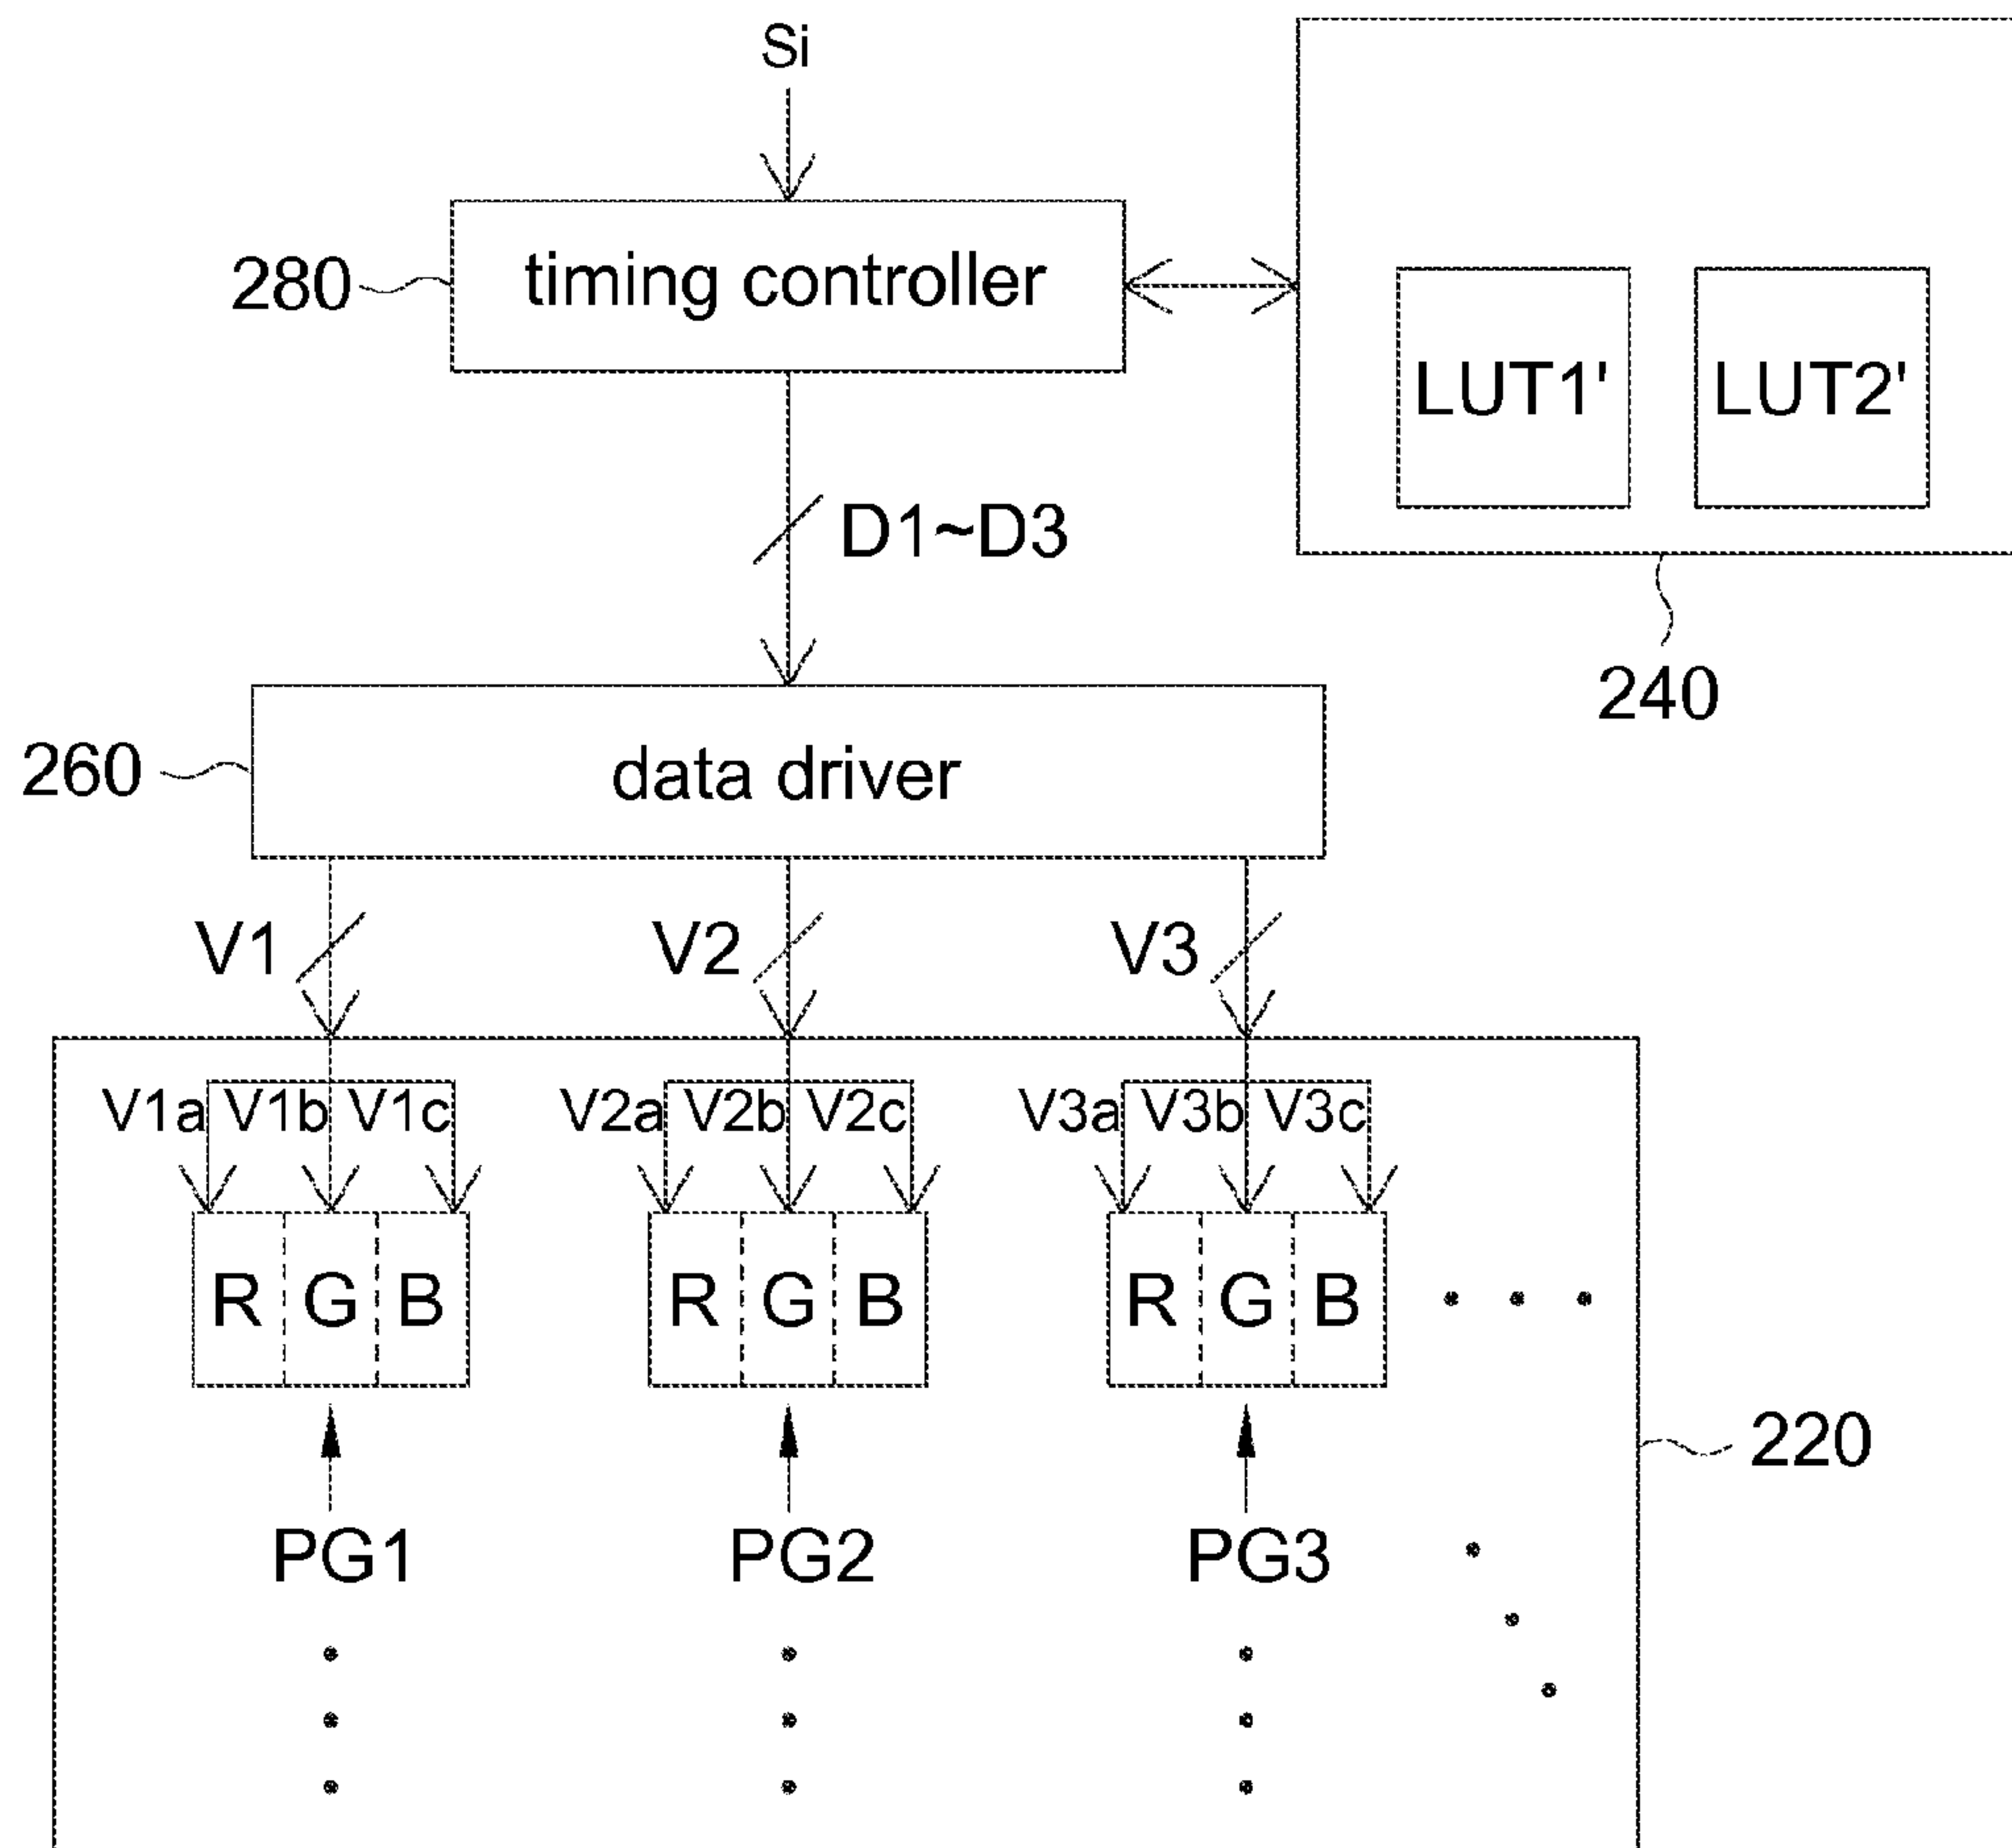 Si
280
timing controller
LUT1'
LUT2'
D1~D3
240
260
data driver
V1
V2
V3
V1a V1b V1c
V2a V2b V2c
V3a V3b V3c
R G B
R G B
R G B
220
PG1
PG2
PG3